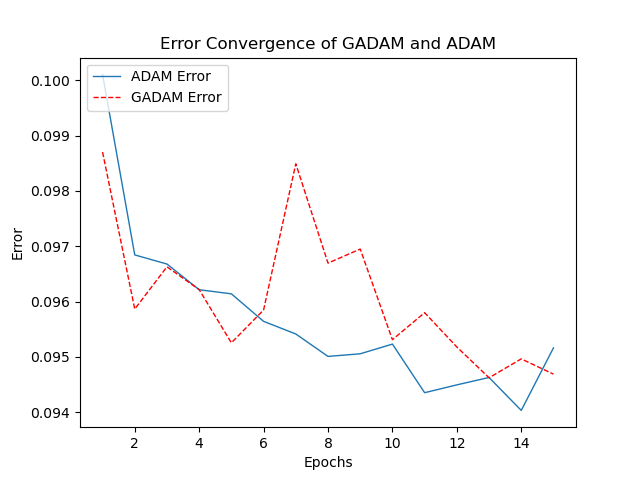 Error Convergence of GADAM and ADAM
ADAM Error
GADAM Error
0.100
0.099
0.098
0.097
0.096
0.095
0.094
Error
2 4 6 8 10 12 14
Epochs